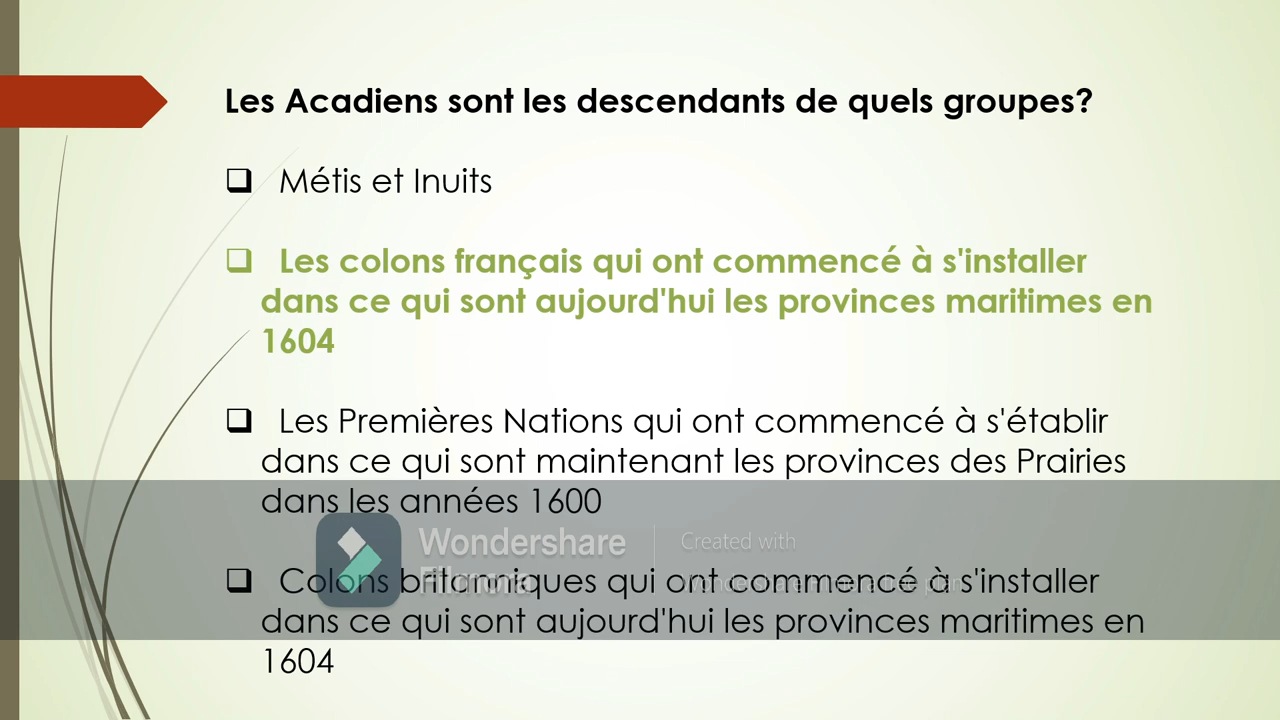 Les Acadiens sont les descendants de quels groupes?
Métis et Inuits
Les colons français qui ont commencé à s'installer
dans ce qui sont aujourd'hui les provinces maritimes en
1604
Les Premières Nations qui ont commencé à s'établir
dans ce qui sont maintenant les provinces des Prairies
dans les années 1600
Wondershare
Filmora
Created with
Colons britanniques qui ont commencé à s'installer
dans ce qui sont aujourd'hui les provinces maritimes en
1604